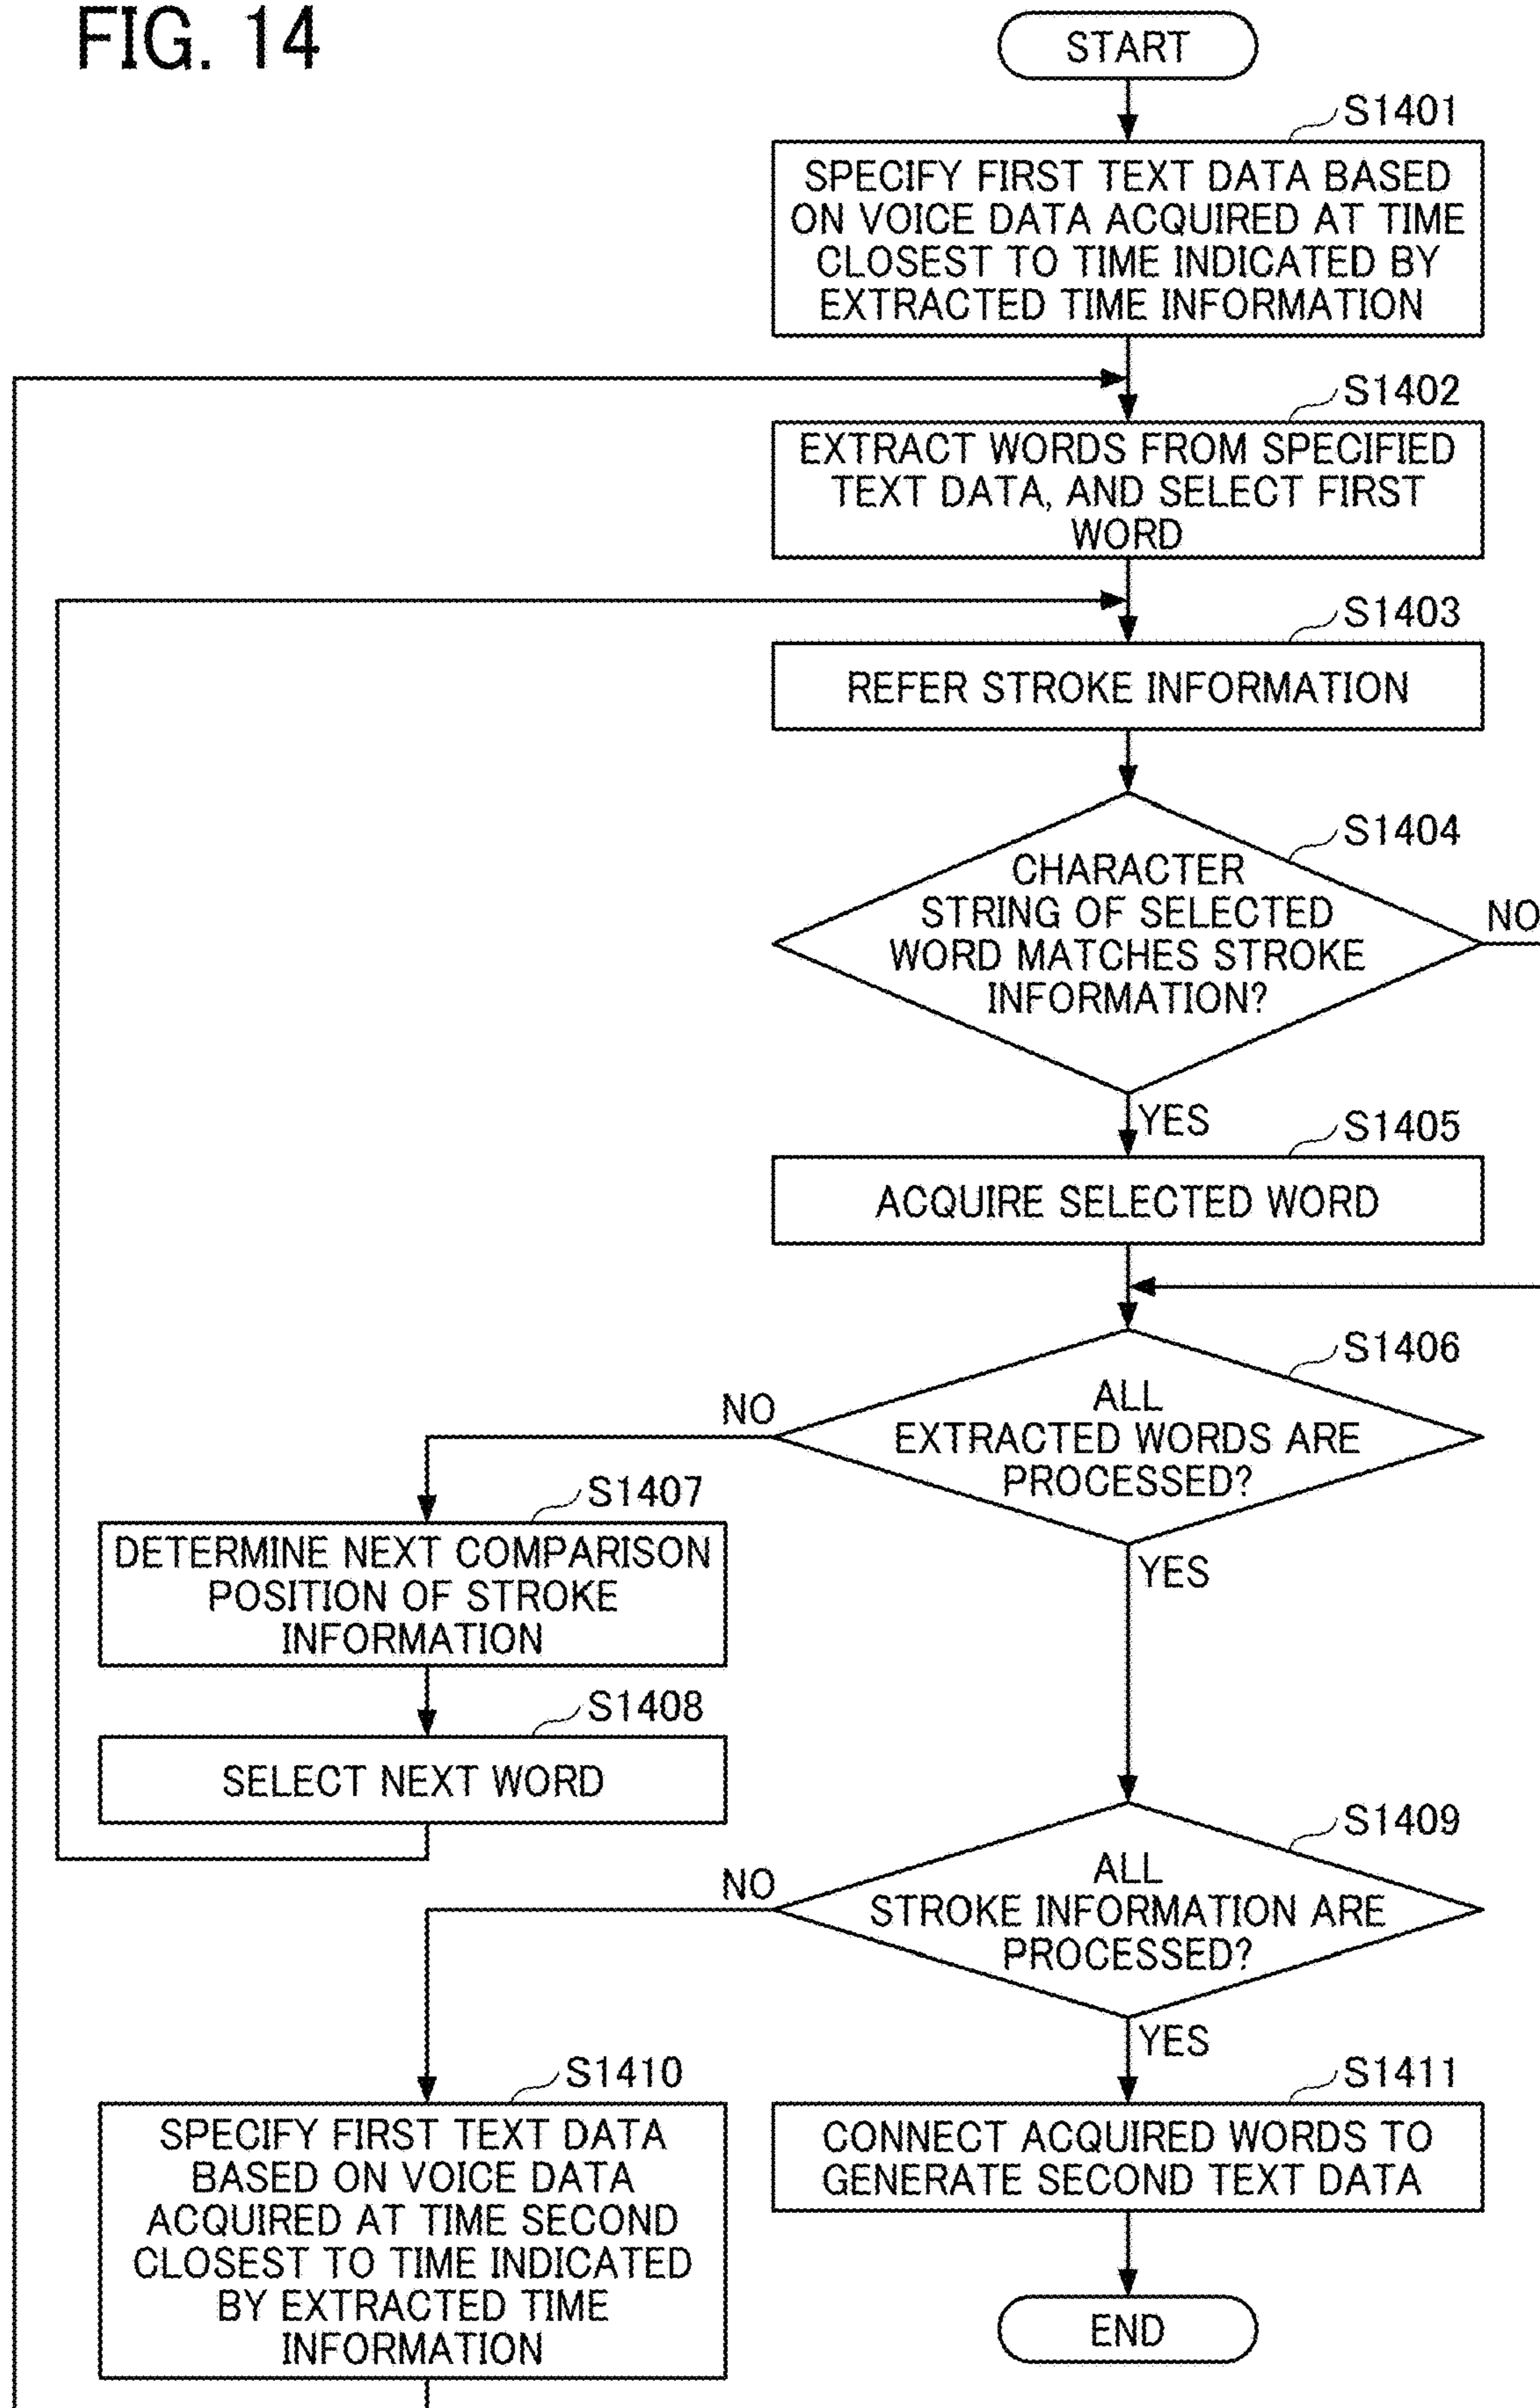 FIG. 14
START
S1401
SPECIFY FIRST TEXT DATA BASED
ON VOICE DATA ACQUIRED AT TIME
CLOSEST TO TIME INDICATED BY
EXTRACTED TIME INFORMATION
S1402
EXTRACT WORDS FROM SPECIFIED
TEXT DATA, AND SELECT FIRST
WORD
S1403
REFER STROKE INFORMATION
S1404
CHARACTER
STRING OF SELECTED
WORD MATCHES STROKE
INFORMATION?
NO
YES
S1405
ACQUIRE SELECTED WORD
S1406
ALL
EXTRACTED WORDS ARE
PROCESSED?
NO
YES
S1407
DETERMINE NEXT COMPARISON
POSITION OF STROKE
INFORMATION
S1408
SELECT NEXT WORD
S1409
ALL
STROKE INFORMATION ARE
PROCESSED?
NO
YES
S1410
SPECIFY FIRST TEXT DATA
BASED ON VOICE DATA
ACQUIRED AT TIME SECOND
CLOSEST TO TIME INDICATED
BY EXTRACTED TIME
INFORMATION
S1411
CONNECT ACQUIRED WORDS TO
GENERATE SECOND TEXT DATA
END